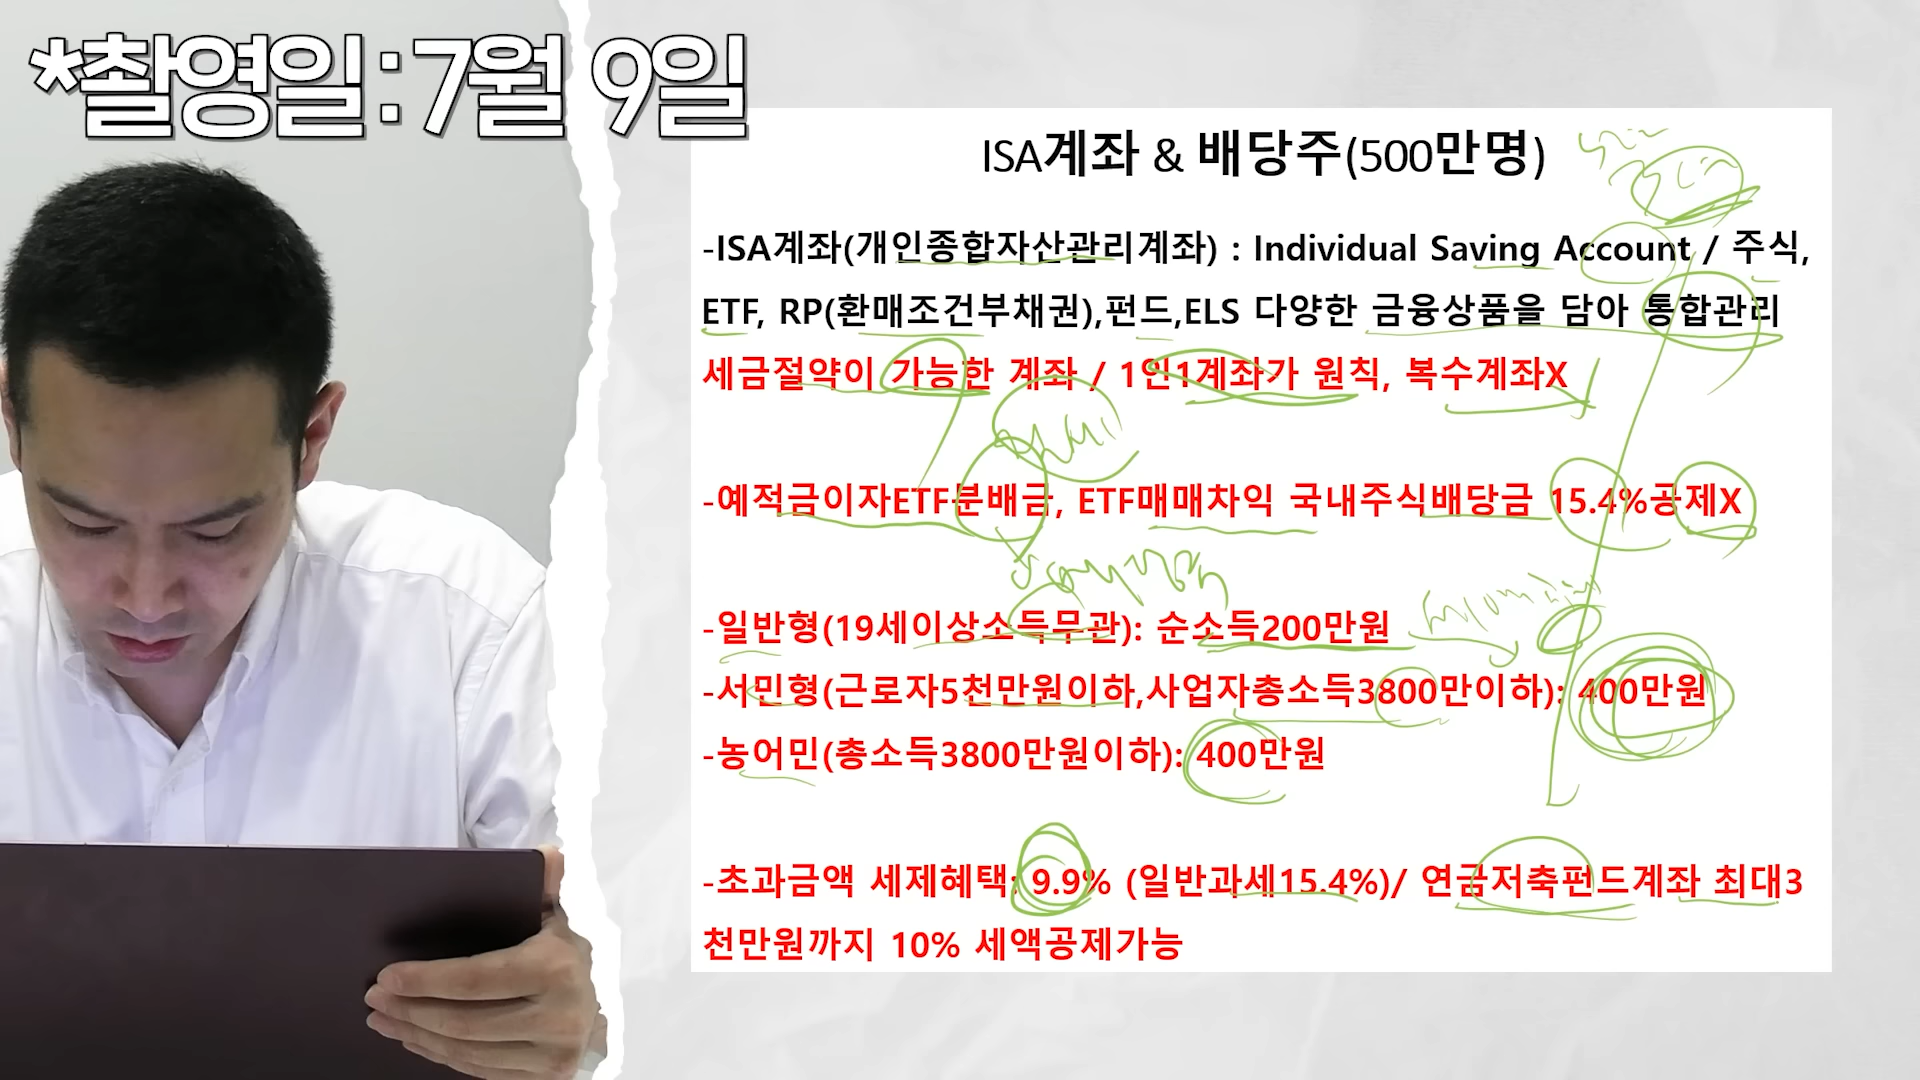 *촬영일:7월 9일
ISA계좌 & 배당주(500만명)
-ISA계좌(개인종합자산관리계좌) : Individual Saving Account / 주식,
ETF, RP(환매조건부채권),펀드,ELS 다양한 금융상품을 담아 통합관리
세금절약이 가능한 계좌 / 1인1계좌가 원칙, 복수계좌X
-예적금이자ETF분배금, ETF매매차익 국내주식배당금 15.4%공제X
-일반형(19세이상소득무관): 순소득200만원
-서민형(근로자5천만원이하,사업자총소득3800만이하): 400만원
-농어민(총소득3800만원이하): 400만원
-초과금액 세제혜택: 9.9% (일반과세15.4%)/ 연금저축펀드계좌 최대3
천만원까지 10% 세액공제가능